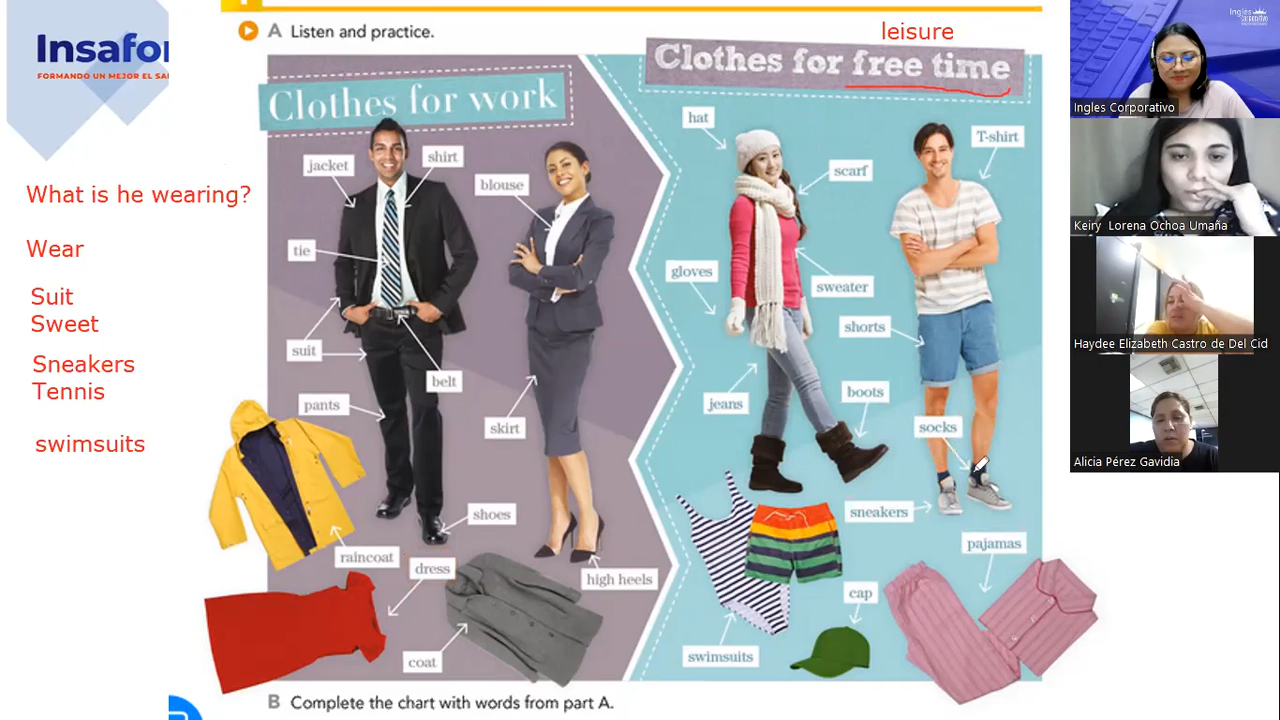 Insafor
FORMANDO UN MEJOR EL SA
A Listen and practice.
leisure
Clothes for work
Clothes for free time
What is he wearing?
Wear
Suit
Sweet
Sneakers
Tennis
swimsuits
jacket
shirt
blouse
tie
suit
belt
pants
skirt
shoes
raincoat
dress
high heels
coat
hat
T-shirt
scarf
gloves
sweater
shorts
jeans
boots
socks
sneakers
pajamas
cap
swimsuits
B Complete the chart with words from part A.
Ingles Corporativo
Keiry Lorena Ochoa Umaña
Haydee Elizabeth Castro de Del Cid
Alicia Pérez Gavidia